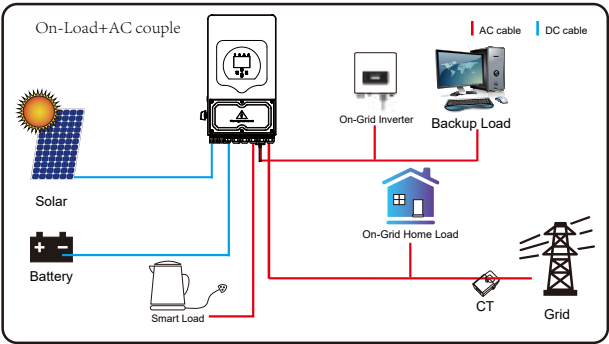 On-Load+AC couple
AC cable
DC cable
On-Grid Inverter
Backup Load
Solar
On-Grid Home Load
Battery
Smart Load
CT
Grid